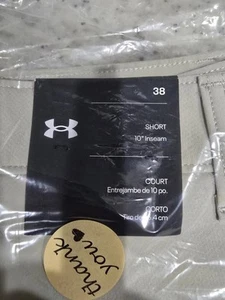 38
SHORT
10" inseam
COURT
Entrejambe de 10 po.
CORTO
thank
you